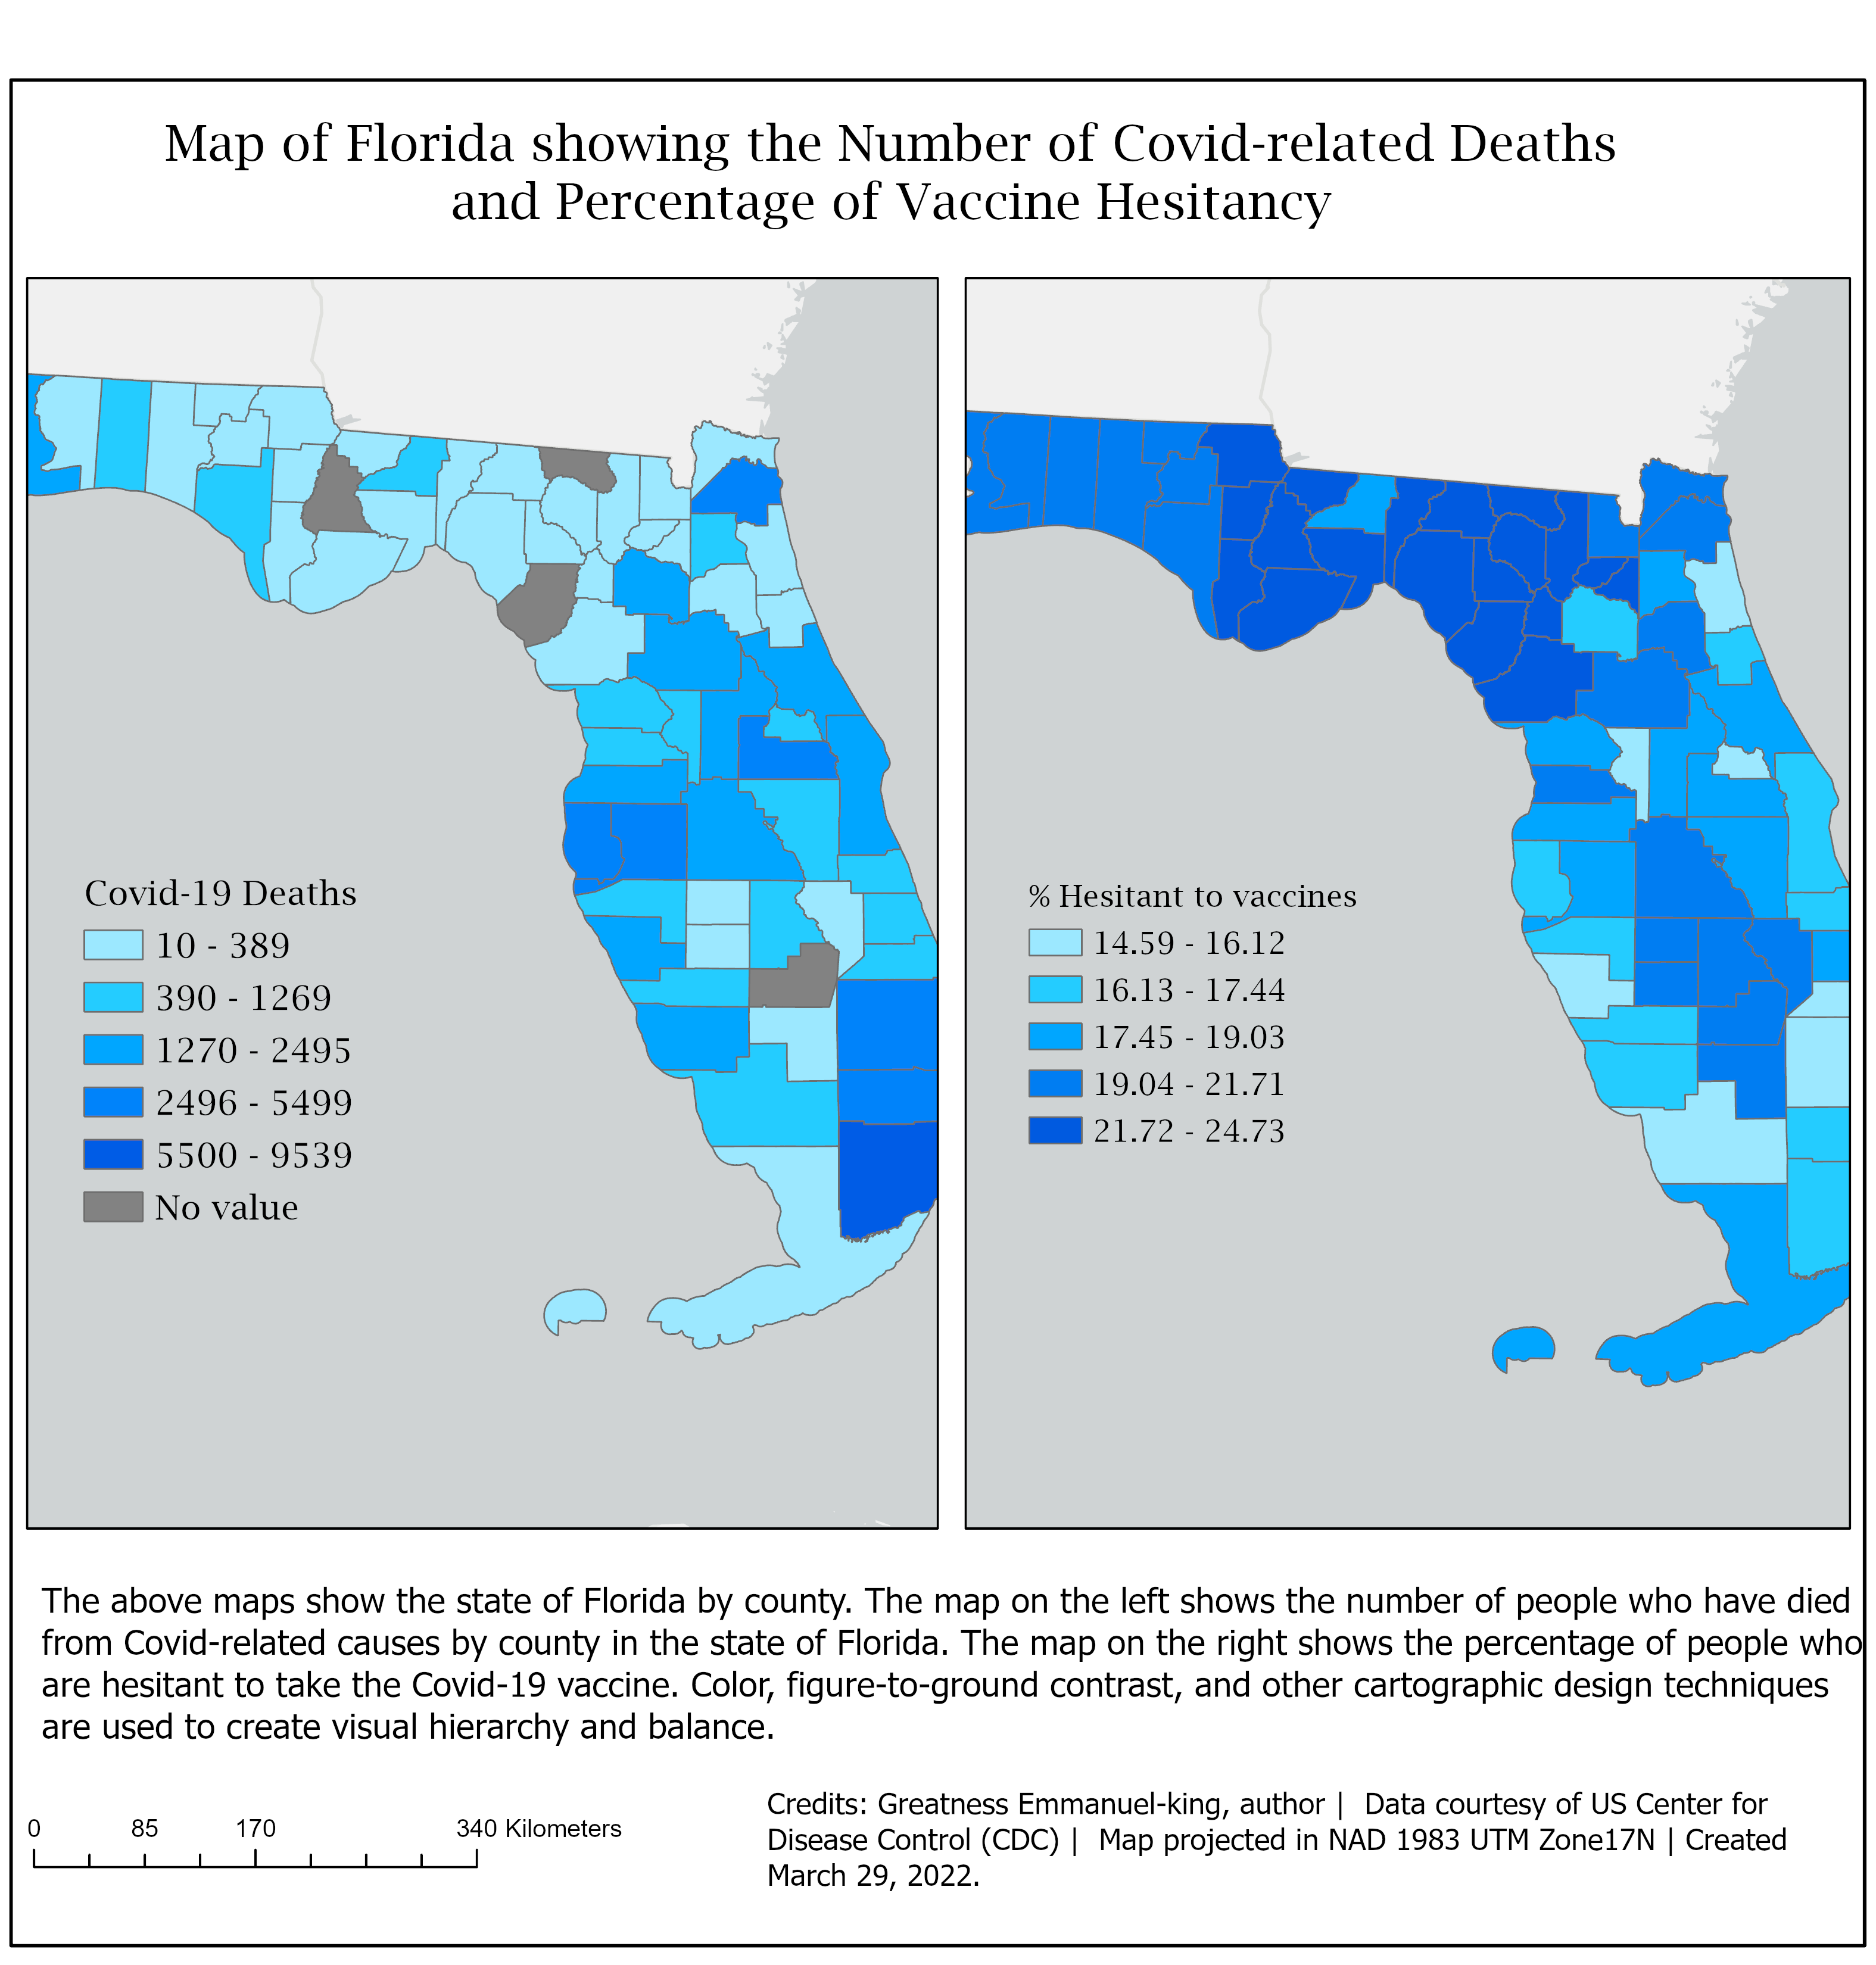 Map of Florida showing the Number of Covid-related Deaths
and Percentage of Vaccine Hesitancy
Covid-19 Deaths
10 - 389
390 - 1269
1270 - 2495
2496 - 5499
5500 - 9539
No value
% Hesitant to vaccines
14.59 - 16.12
16.13 - 17.44
17.45 - 19.03
19.04 - 21.71
21.72 - 24.73
The above maps show the state of Florida by county. The map on the left shows the number of people who have died
from Covid-related causes by county in the state of Florida. The map on the right shows the percentage of people who
are hesitant to take the Covid-19 vaccine. Color, figure-to-ground contrast, and other cartographic design techniques
are used to create visual hierarchy and balance.
0 85 170 340 Kilometers
Credits: Greatness Emmanuel-king, author | Data courtesy of US Center for
Disease Control (CDC) | Map projected in NAD 1983 UTM Zone17N | Created
March 29, 2022.